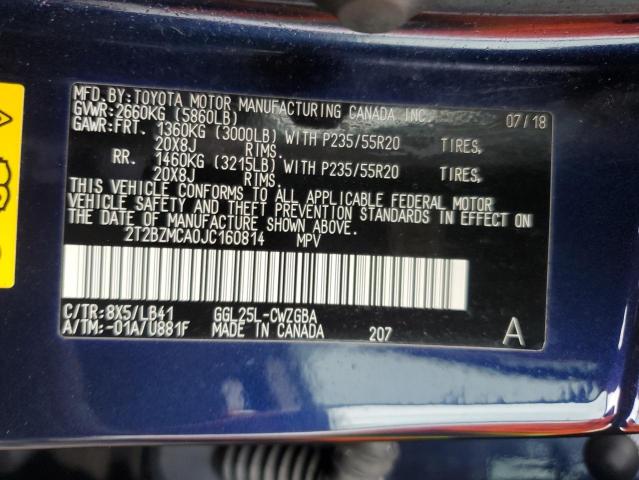 MFD.BY:TOYOTA MOTOR MANUFACTURING CANADA INC. 07/18
GVWR:2660KG (5860LB)
GAWR:FRT. 1360KG (3000LB) WITH P235/55R20 TIRES,
20X8J RIMS.
RR. 1460KG (3215LB) WITH P235/55R20 TIRES,
20X8J RIMS.
THIS VEHICLE CONFORMS TO ALL APPLICABLE FEDERAL MOTOR
VEHICLE SAFETY AND THEFT PREVENTION STANDARDS IN EFFECT ON
THE DATE OF MANUFACTURE SHOWN ABOVE.
2T2BZMCA0JC160814 MPV
C/TR:8X5/LB41 GGL25L-CWZGBA
A/TM:-01A/U881F MADE IN CANADA 207 A